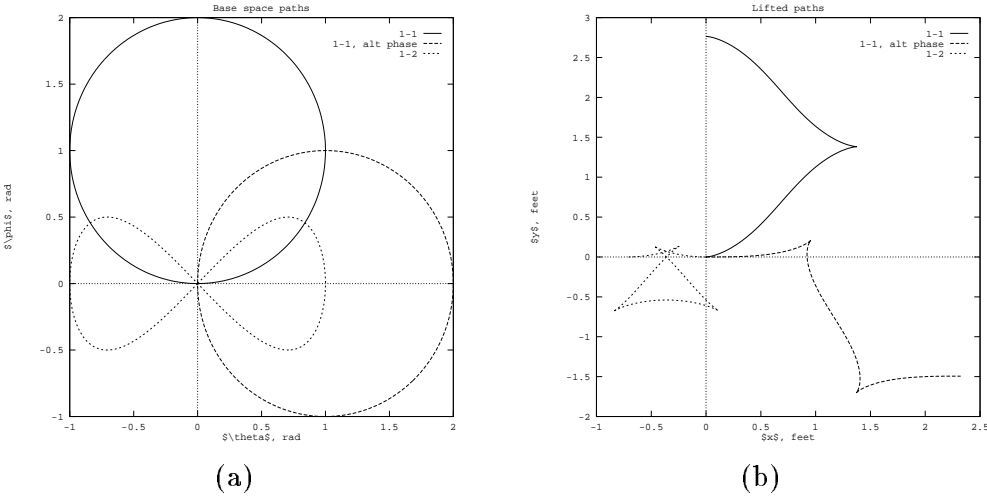 Base space paths
1-1
1-1, alt phase
1-2
2
1.5
1
0.5
0
-0.5
-1
$\phi$, rad
-1 -0.5 0 0.5 1 1.5 2
$\theta$, rad
(a)
Lifted paths
1-1
1-1, alt phase
1-2
3
2.5
2
1.5
1
0.5
0
-0.5
-1
-1.5
-2
$y$, feet
-1 -0.5 0 0.5 1 1.5 2 2.5
$x$, feet
(b)